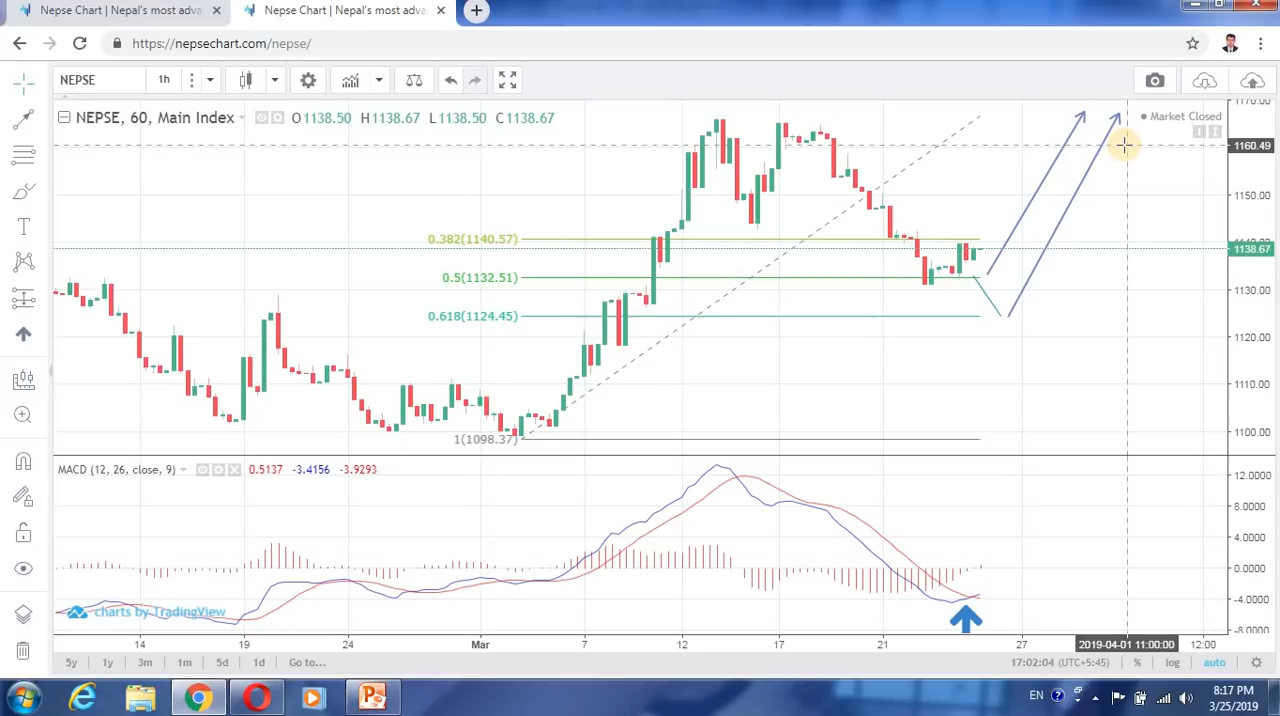 Nepse Chart | Nepal's most adva
Nepse Chart | Nepal's most adva
https://nepsechart.com/nepse/
NEPSE 1h
NEPSE, 60, Main Index O1138.50 H1138.67 L1138.50 C1138.67
Market Closed
1170.00
1160.49
1150.00
0.382(1140.57)
1138.67
0.5(1132.51)
1130.00
0.618(1124.45)
1120.00
1110.00
1100.00
1(1098.37)
MACD (12, 26, close, 9) 0.5137 -3.4156 -3.9293
12.0000
8.0000
4.0000
0.0000
-4.0000
-8.0000
charts by TradingView
14 19 24 Mar 7 12 17 21 27 2019-04-01 11:00:00 12:00
5y 1y 3m 1m 5d 1d Go to... 17:02:04 (UTC+5:45) % log auto
EN
8:17 PM
3/25/2019